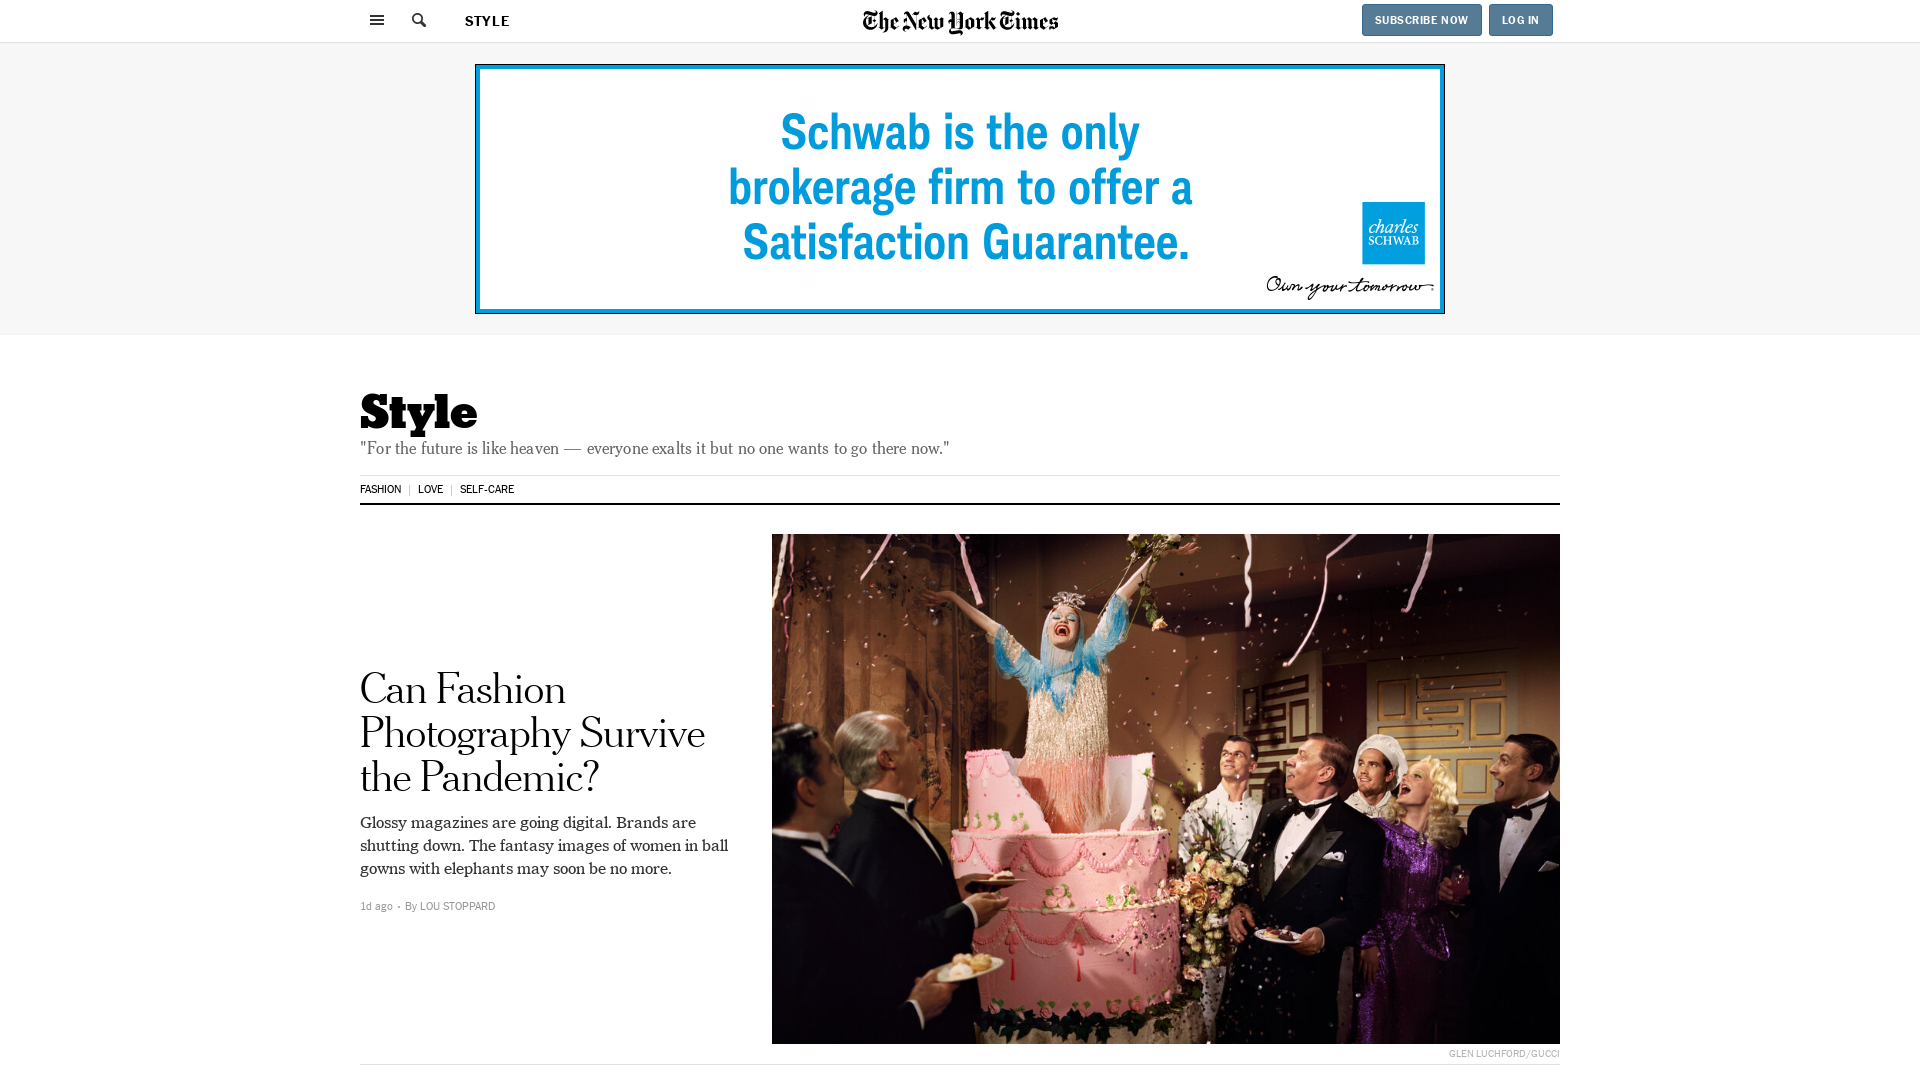 STYLE
The New York Times
SUBSCRIBE NOW
LOG IN
Schwab is the only
brokerage firm to offer a
Satisfaction Guarantee.
charles
SCHWAB
Own your tomorrow
Style
"For the future is like heaven — everyone exalts it but no one wants to go there now."
FASHION | LOVE | SELF-CARE
Can Fashion
Photography Survive
the Pandemic?
Glossy magazines are going digital. Brands are
shutting down. The fantasy images of women in ball
gowns with elephants may soon be no more.
1d ago • By LOU STOPPARD
GLEN LUCHFORD/GUCCI